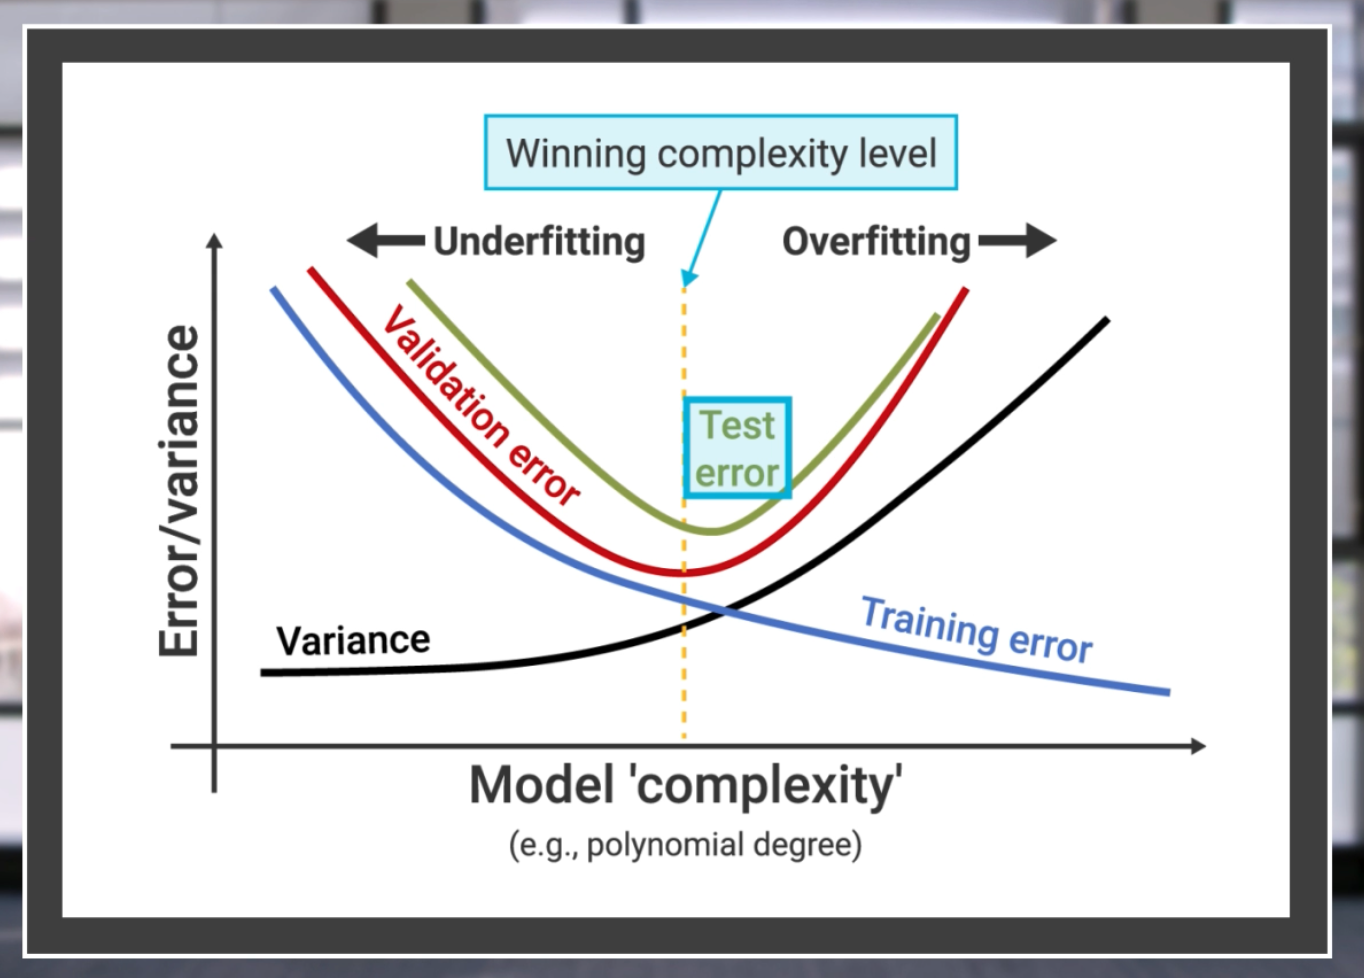 Winning complexity level
Underfitting
Overfitting
Error/variance
Validation error
Test
error
Variance
Training error
Model 'complexity'
(e.g., polynomial degree)